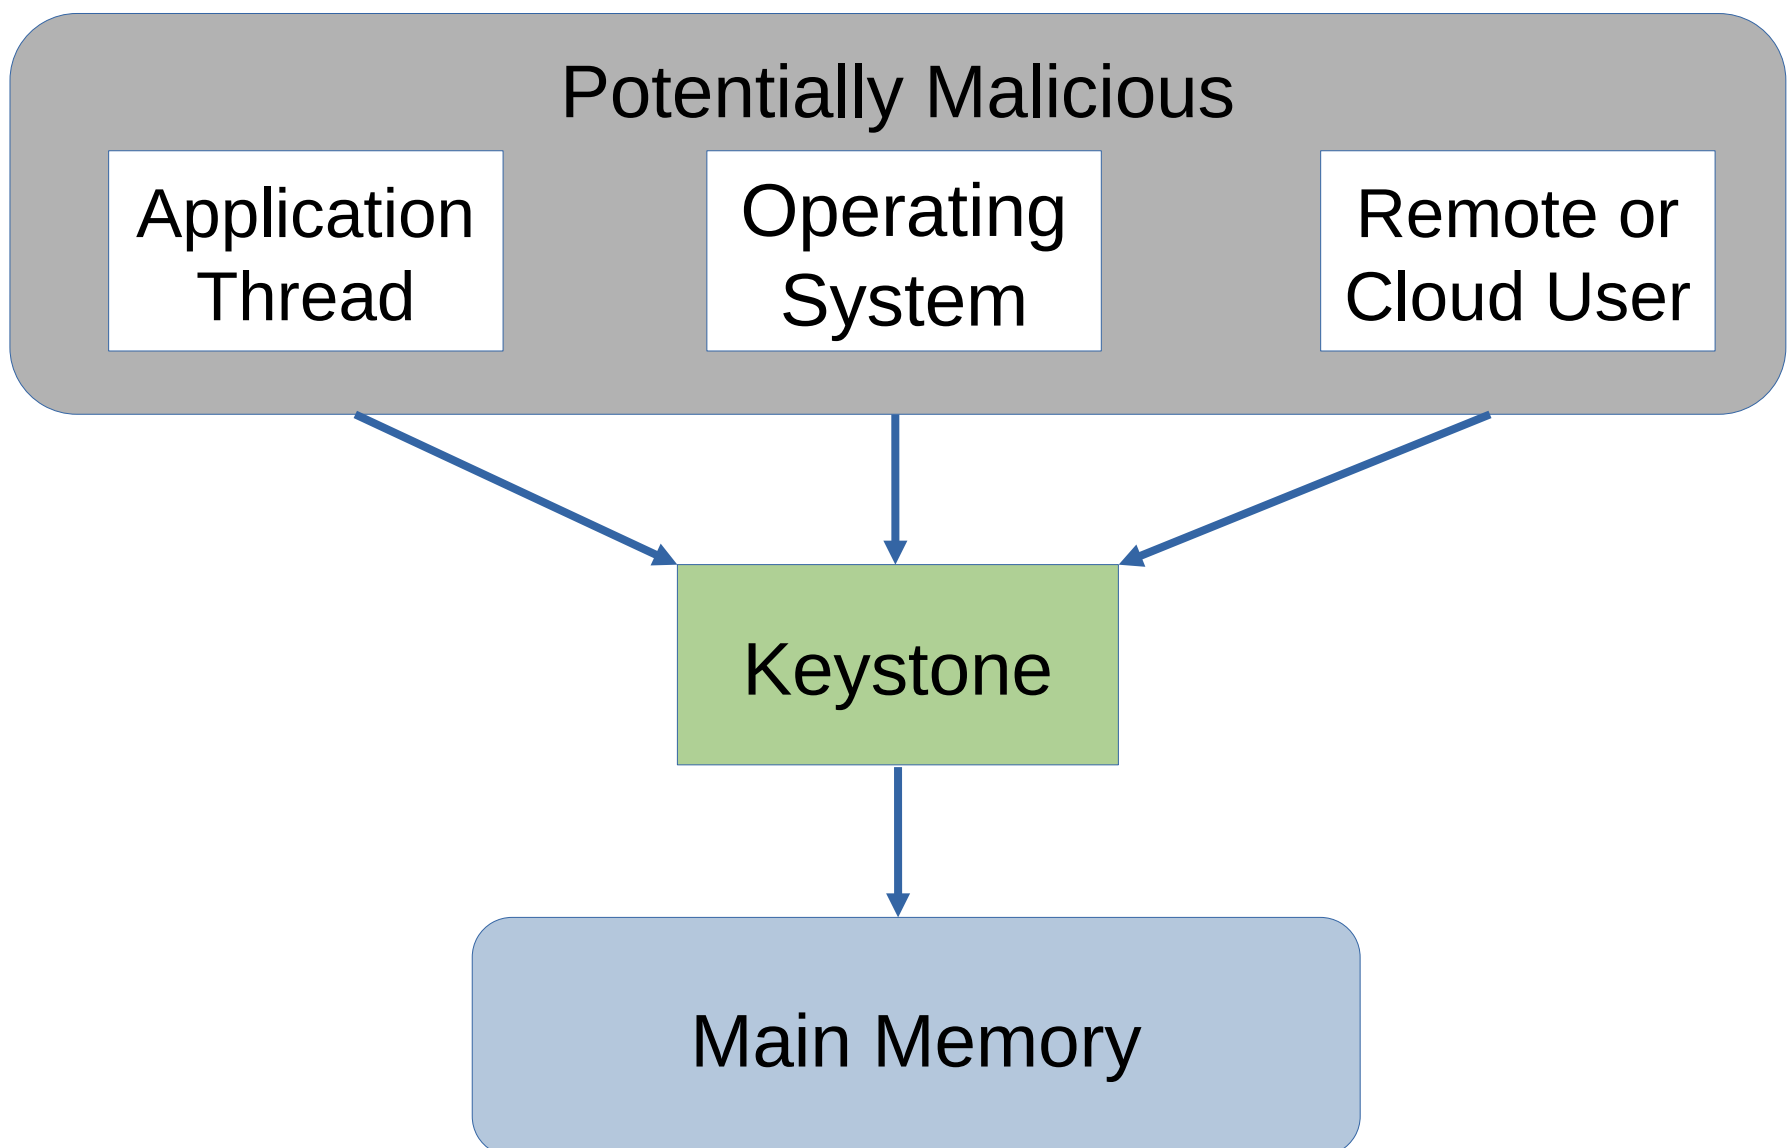 Potentially Malicious
Application
Thread
Operating
System
Remote or
Cloud User
Keystone
Main Memory